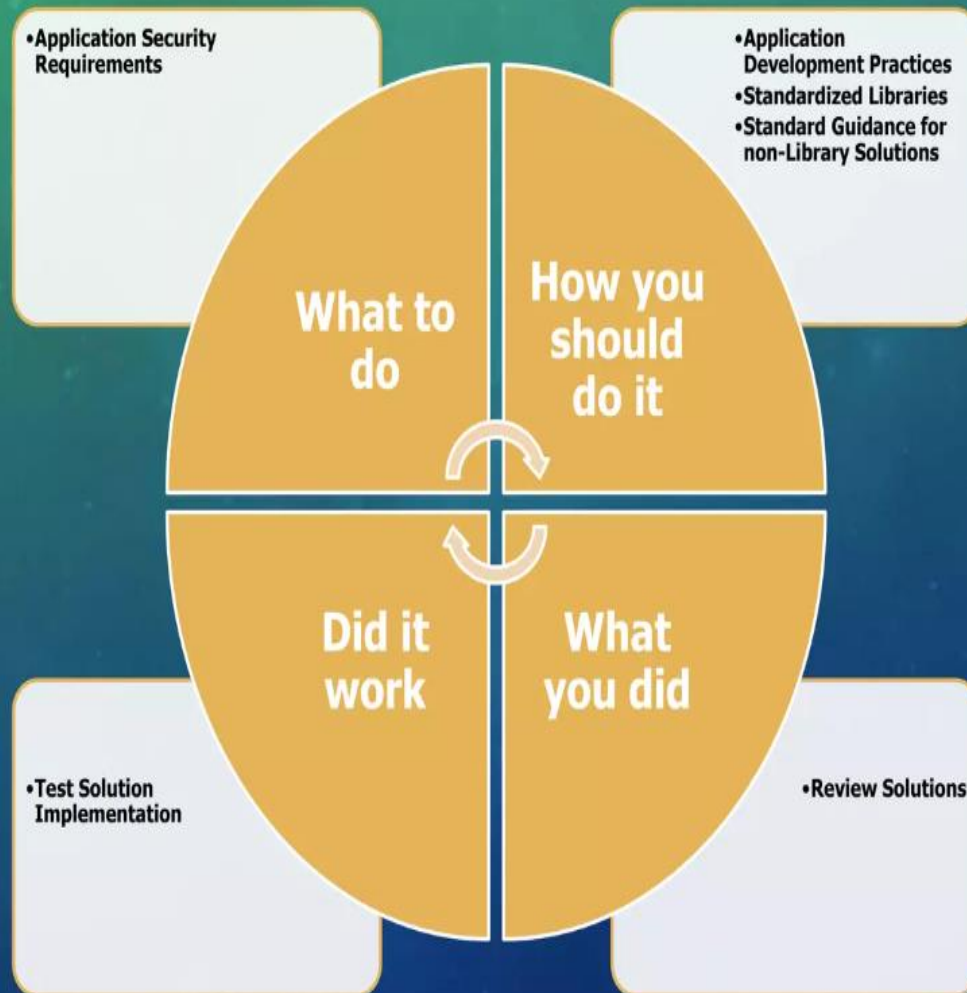 •Application Security
Requirements
•Application
Development Practices
•Standardized Libraries
•Standard Guidance for
non-Library Solutions
What to
do
How you
should
do it
Did it
work
What
you did
•Test Solution
Implementation
•Review Solutions